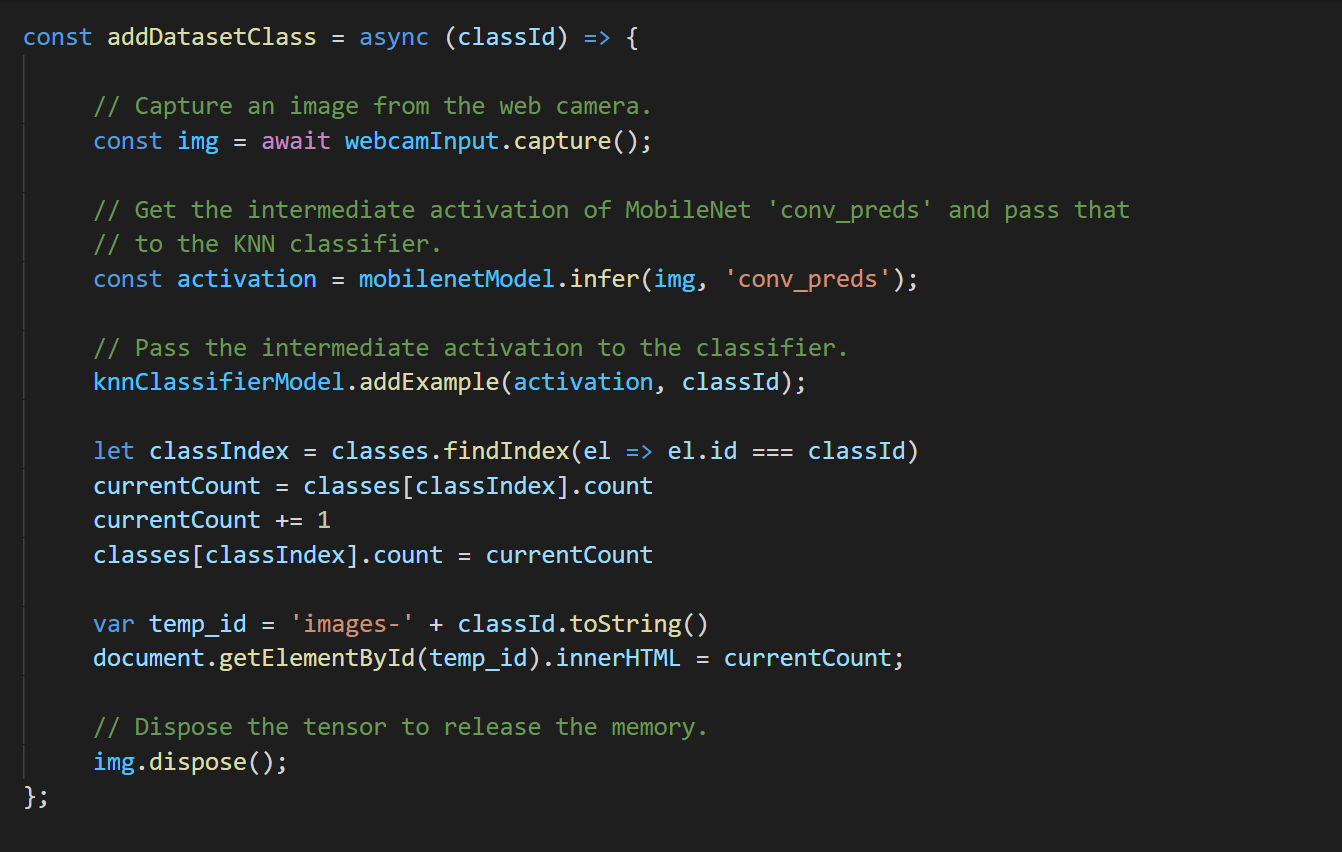 const addDatasetClass = async (classId) => {
// Capture an image from the web camera.
const img = await webcamInput.capture();
// Get the intermediate activation of MobileNet 'conv_preds' and pass that
// to the KNN classifier.
const activation = mobilenetModel.infer(img, 'conv_preds');
// Pass the intermediate activation to the classifier.
knnClassifierModel.addExample(activation, classId);
let classIndex = classes.findIndex(el => el.id === classId)
currentCount = classes[classIndex].count
currentCount += 1
classes[classIndex].count = currentCount
var temp_id = 'images-' + classId.toString()
document.getElementById(temp_id).innerHTML = currentCount;
// Dispose the tensor to release the memory.
img.dispose();
};